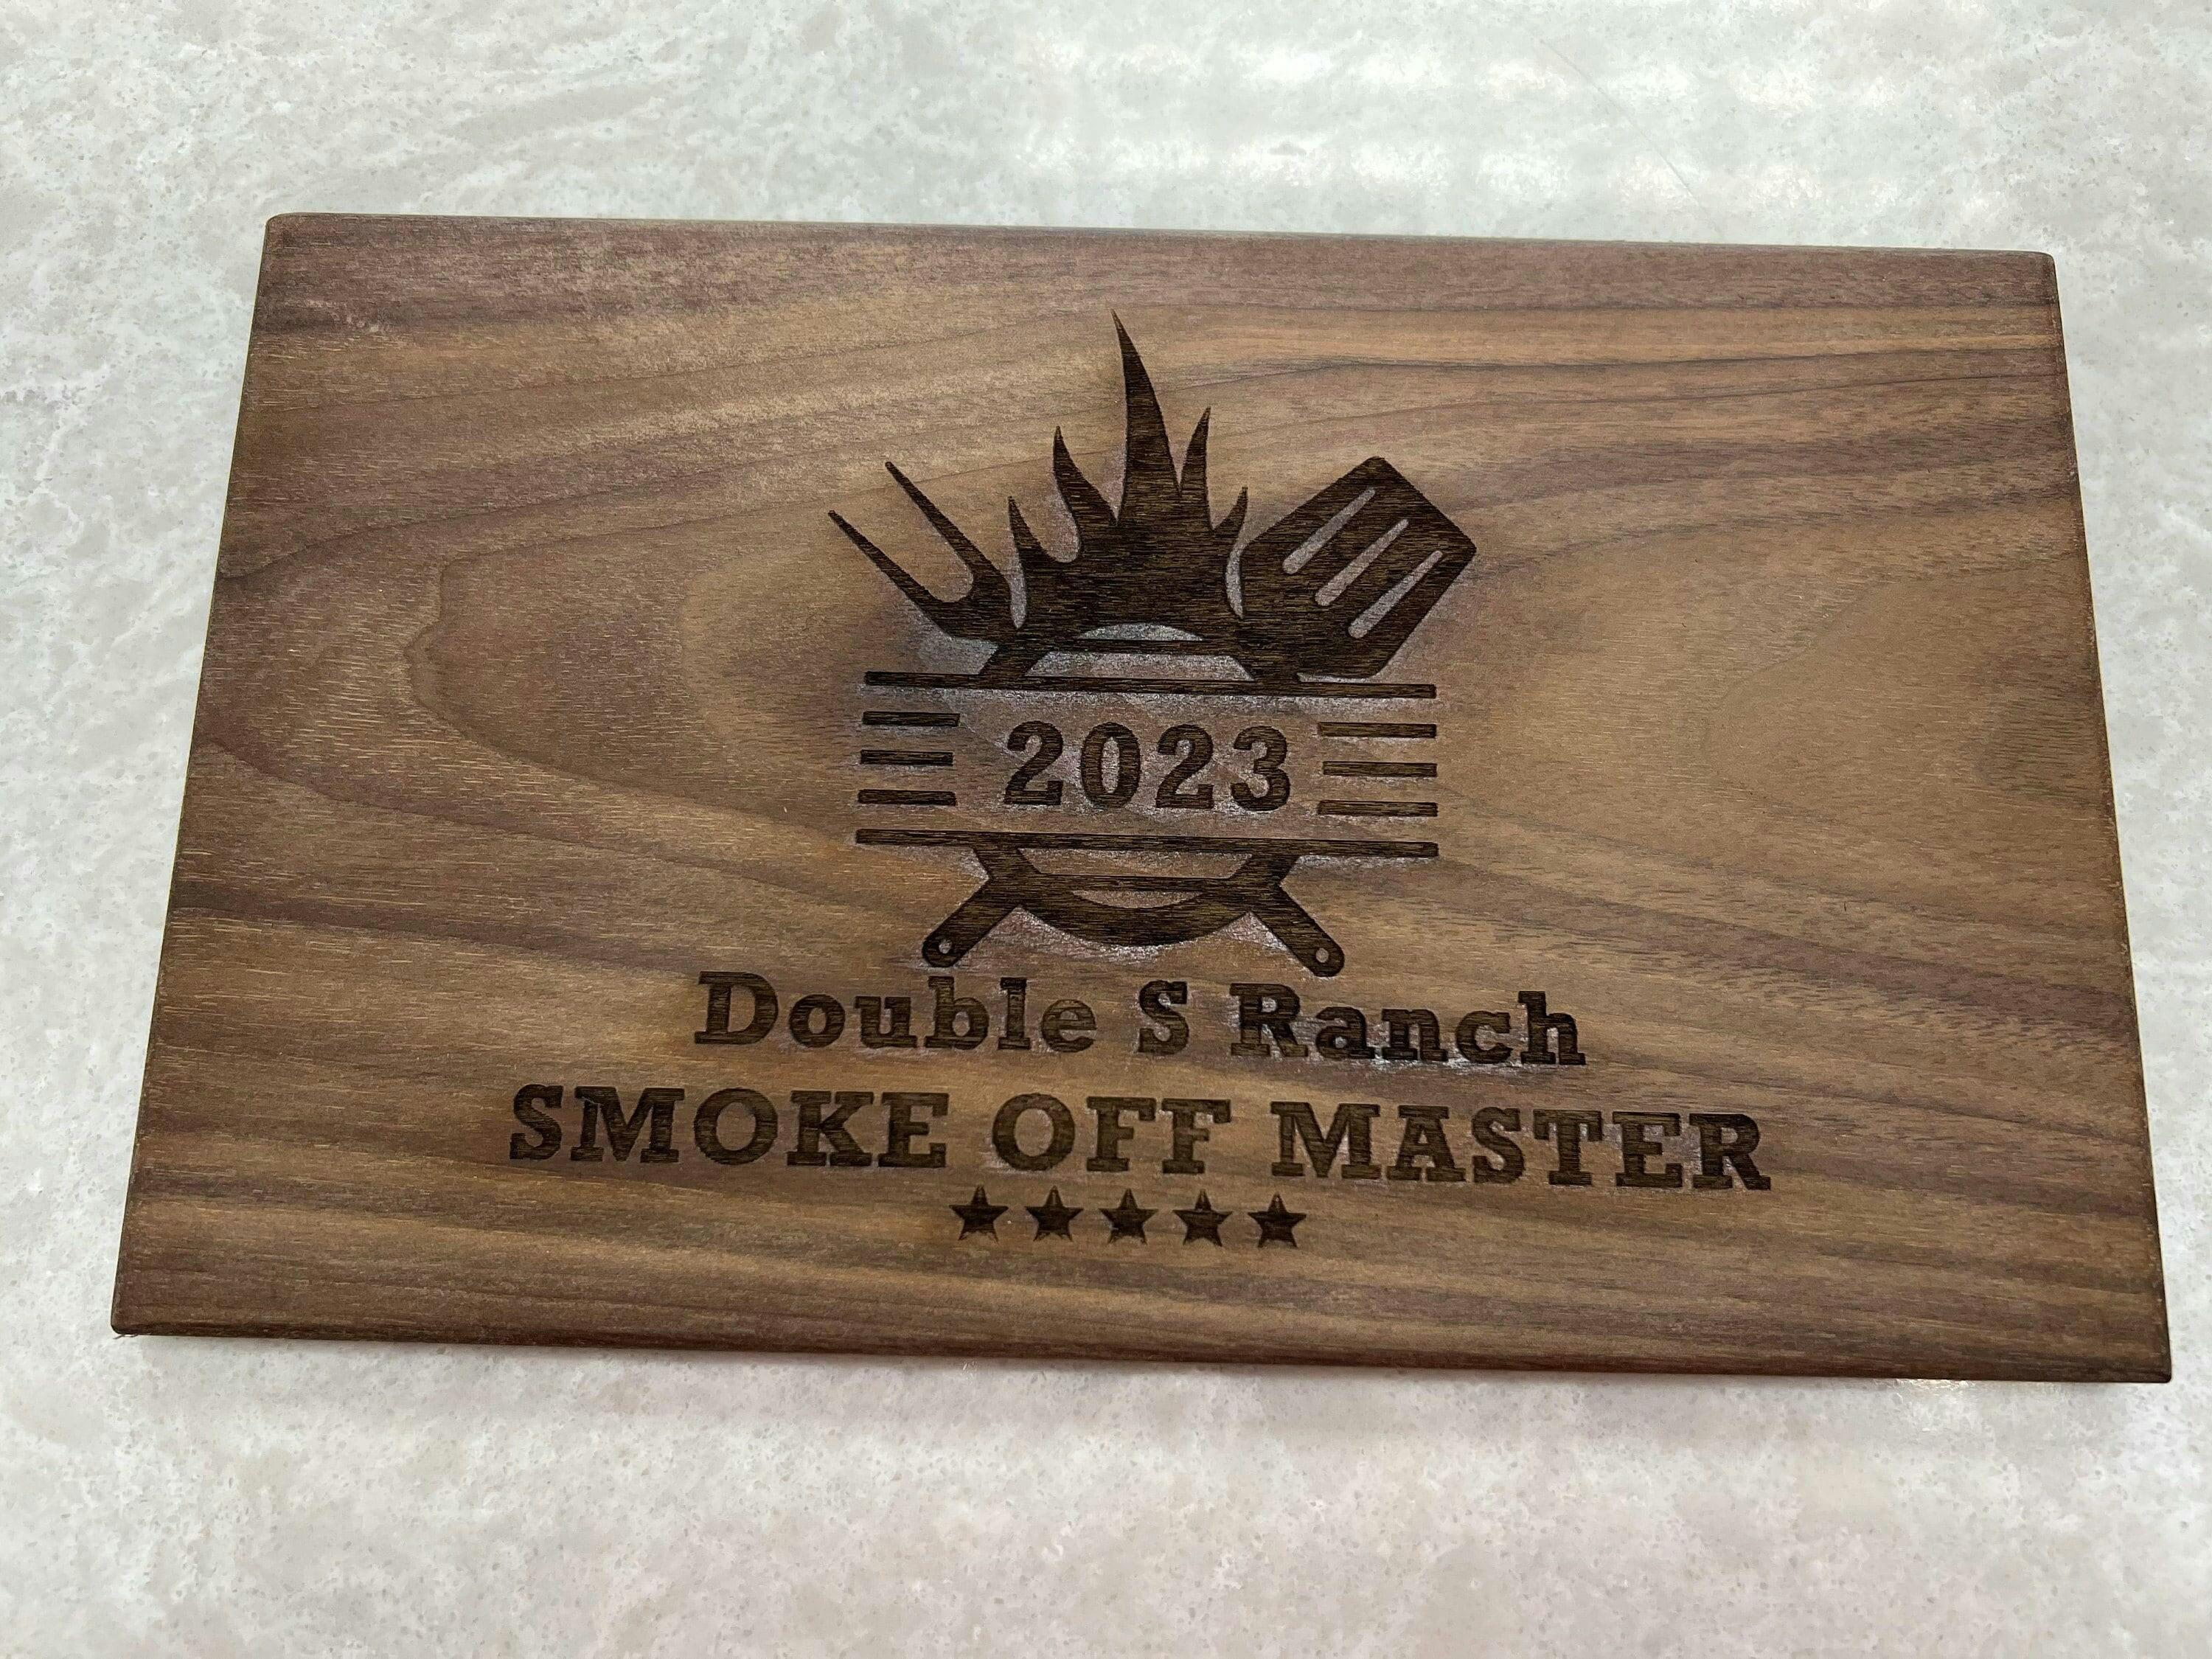 2023
Double S Ranch
SMOKE OFF MASTER